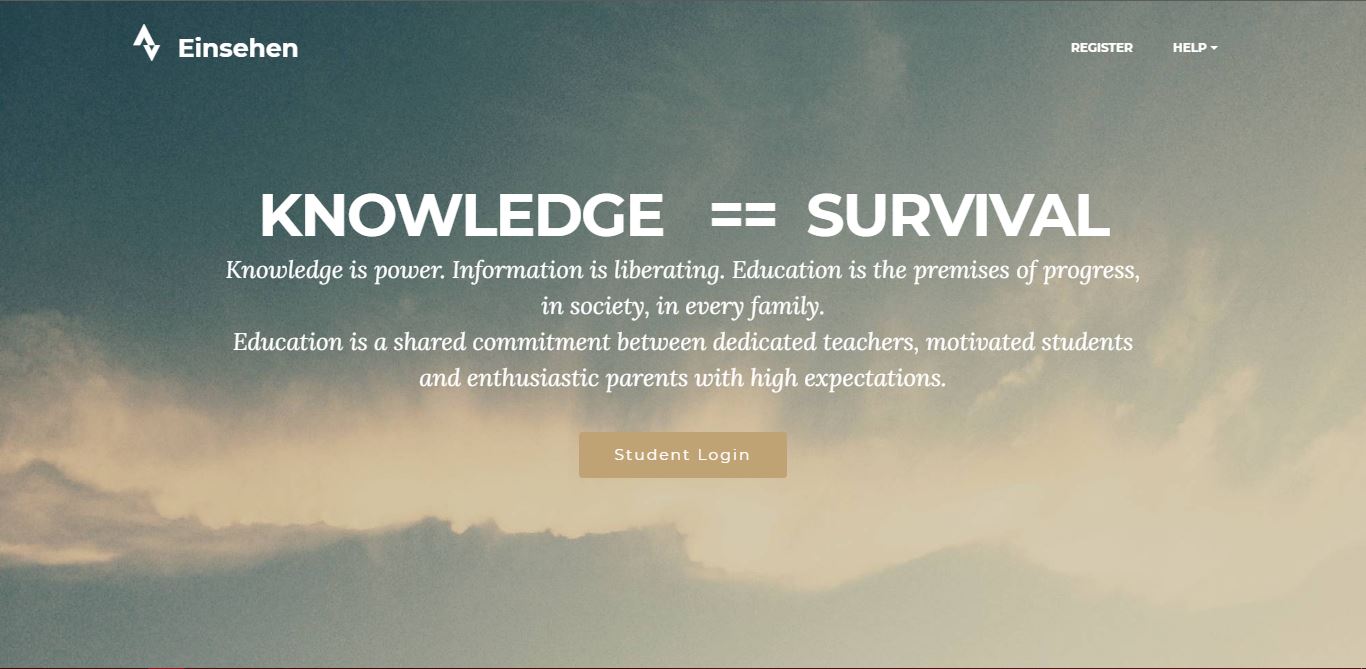 Einsehen
REGISTER
HELP
KNOWLEDGE == SURVIVAL
Knowledge is power. Information is liberating. Education is the premises of progress,
in society, in every family.
Education is a shared commitment between dedicated teachers, motivated students
and enthusiastic parents with high expectations.
Student Login